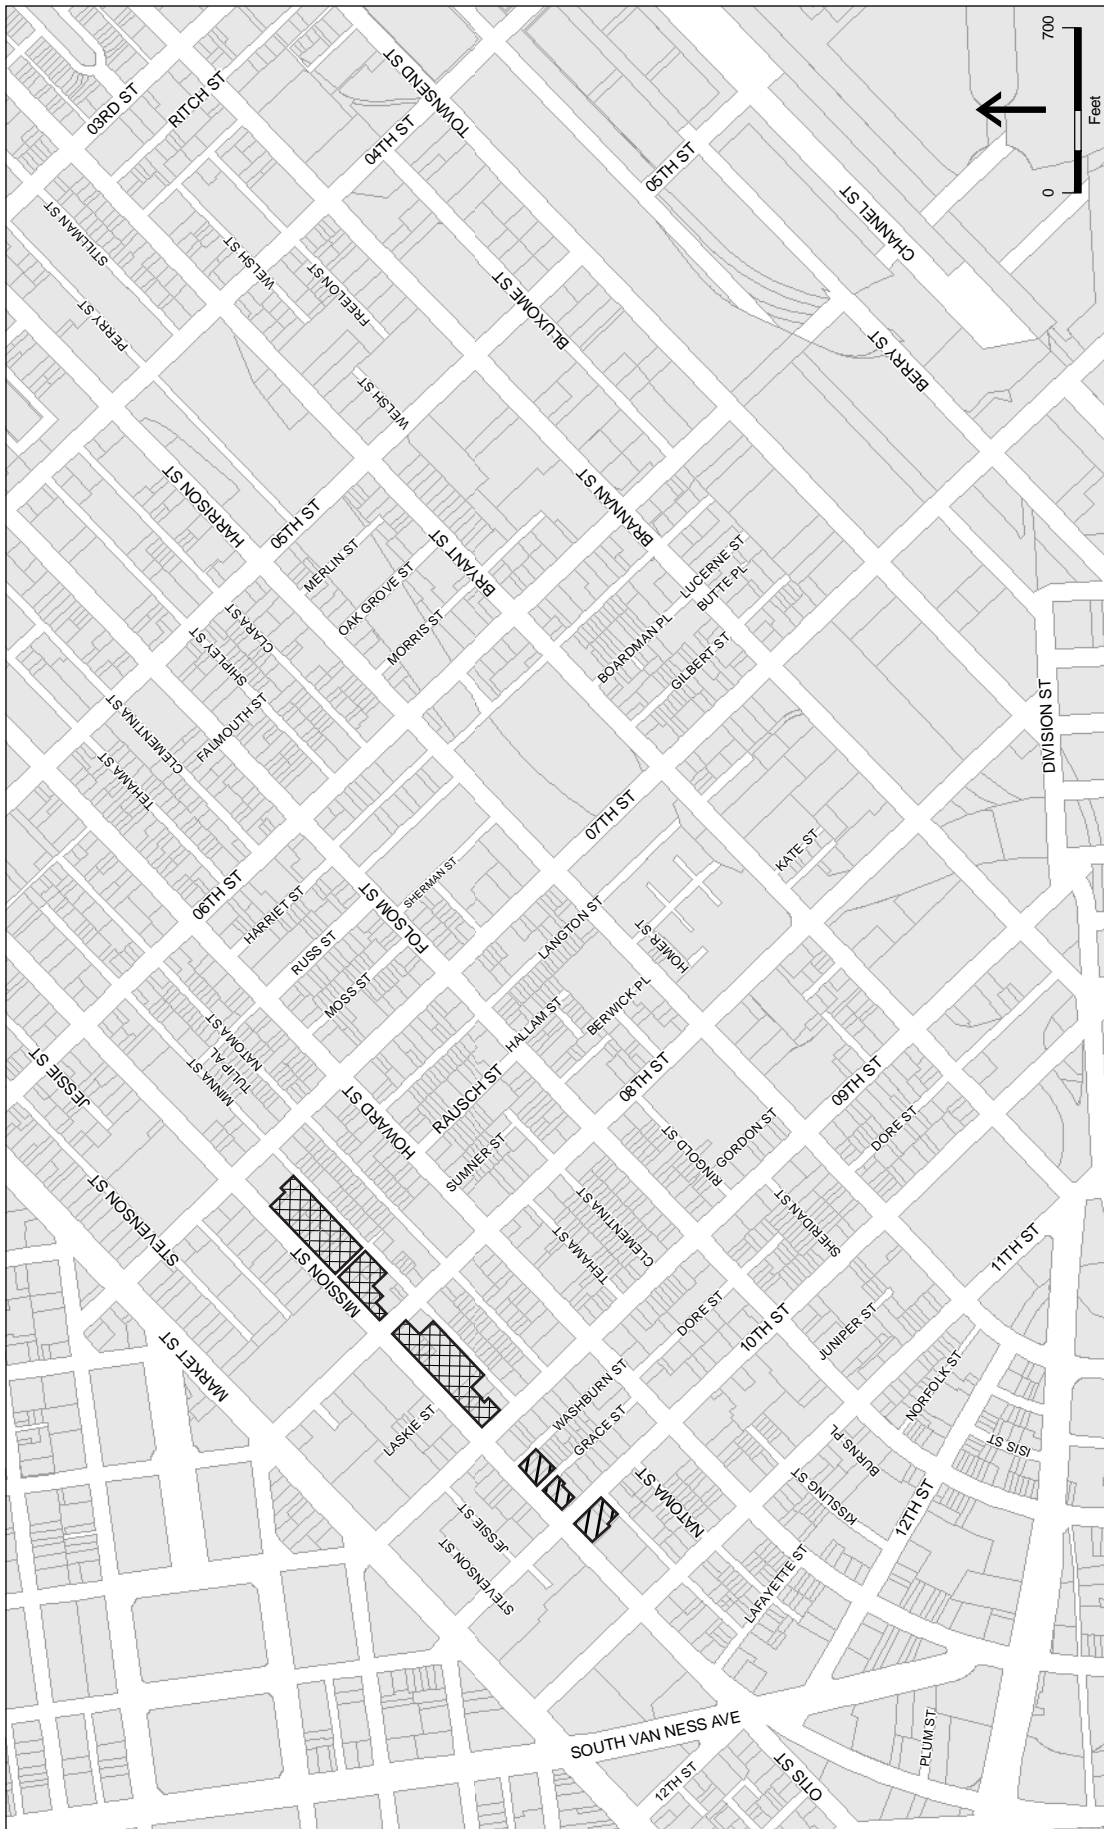 03RD ST
RITCH ST
TOWNSEND ST
04TH ST
STILLMAN ST
PERRY ST
WELSH ST
FREELON ST
05TH ST
CHANNEL ST
700
0
Feet
BLUXOME ST
BERRY ST
WELSH ST
HARRISON ST
05TH ST
MERLIN ST
OAK GROVE ST
BRYANT ST
MORRIS ST
BRANNAN ST
LUCERNE ST
BUTTE PL
BOARDMAN PL
GILBERT ST
CLARA ST
SHIPLEY ST
FALMOUTH ST
CLEMENTINA ST
TEHAMA ST
DIVISION ST
07TH ST
KATE ST
06TH ST
HARRIET ST
FOLSOM ST
SHERMAN ST
RUSS ST
MOSS ST
LANGTON ST
HOMER ST
BERWICK PL
HALLAM ST
NATOMA ST
TULIP AL
MINNA ST
JESSIE ST
HOWARD ST
RAUSCH ST
SUMNER ST
08TH ST
09TH ST
DORE ST
GORDON ST
RINGOLD ST
STEVENSON ST
MISSION ST
MARKET ST
CLEMENTINA ST
TEHAMA ST
SHERIDAN ST
11TH ST
DORE ST
10TH ST
JUNIPER ST
LASKIE ST
WASHBURN ST
GRACE ST
NORFOLK ST
ISIS ST
BURNS PL
KISSLING ST
12TH ST
NATOMA ST
JESSIE ST
STEVENSON ST
LAFAYETTE ST
SOUTH VAN NESS AVE
PLUM ST
12TH ST
OTIS ST